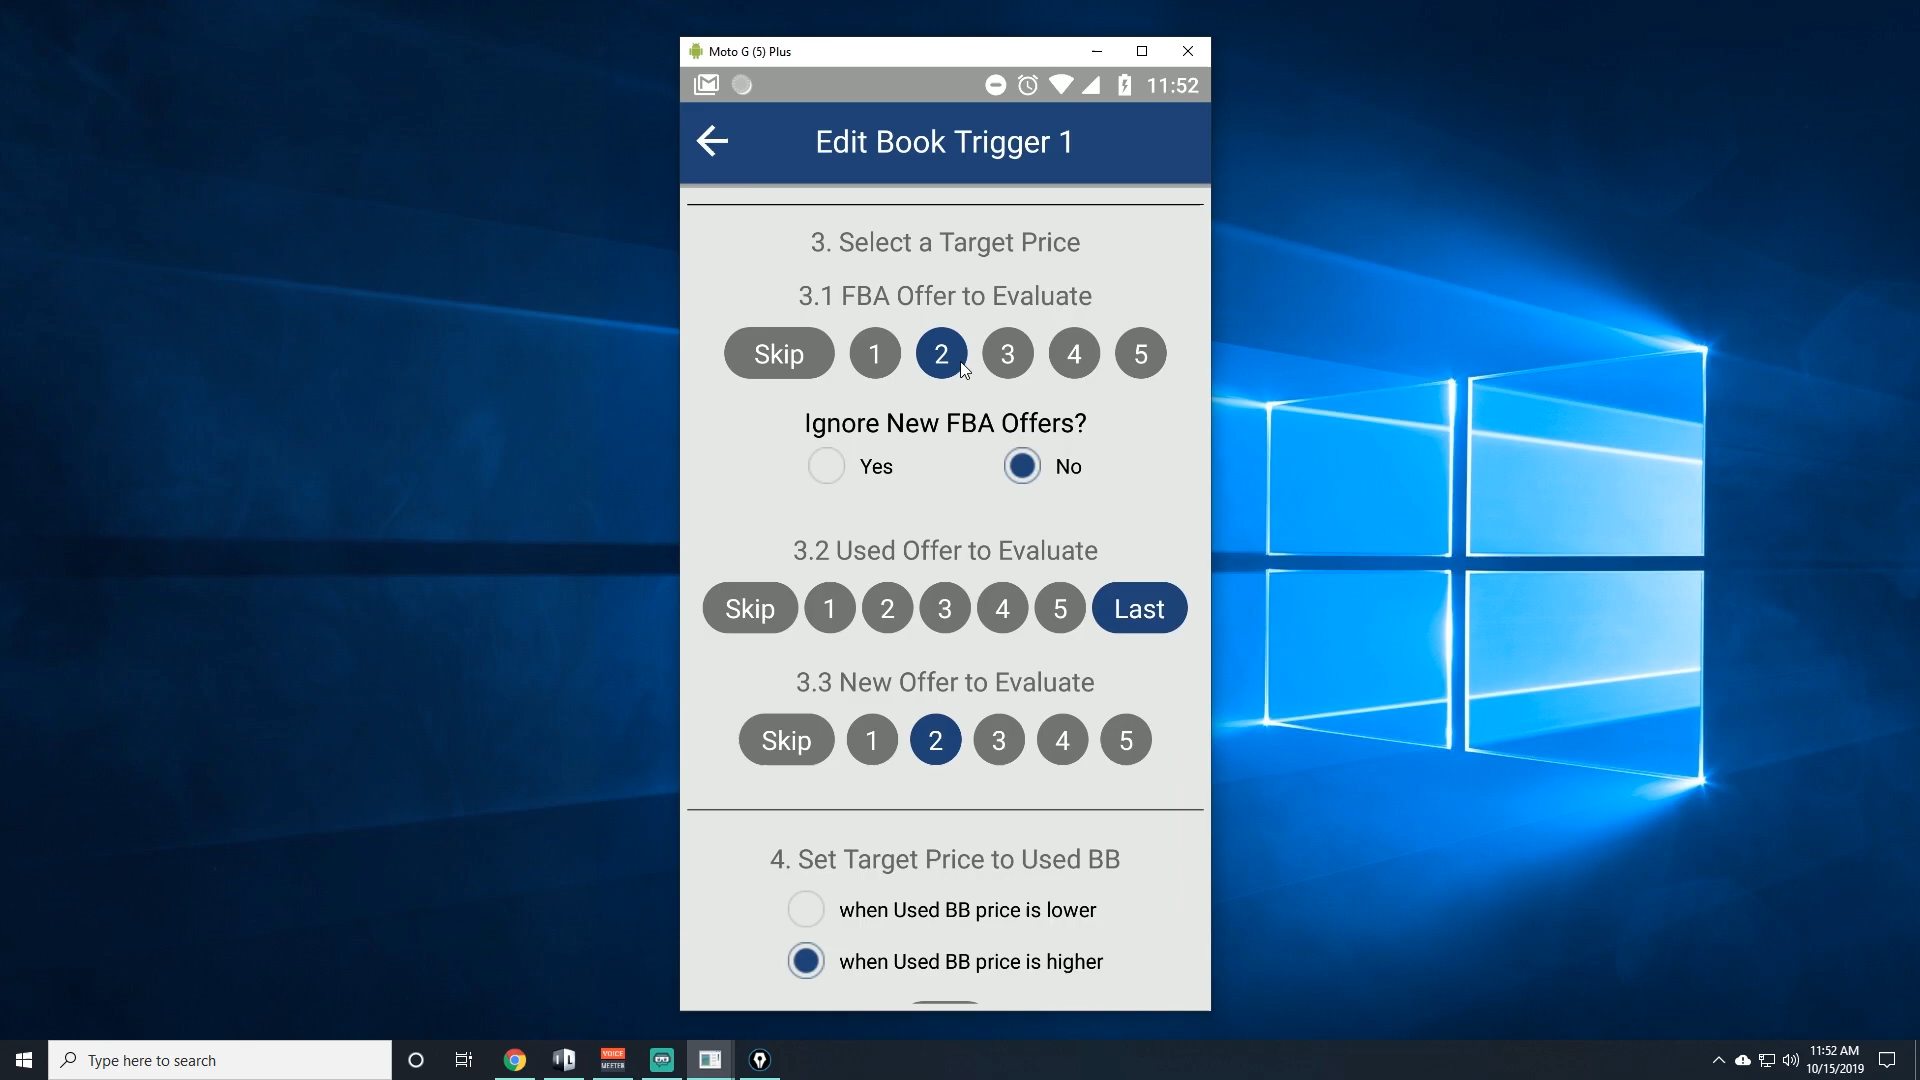 Moto G (5) Plus
11:52
Edit Book Trigger 1
3. Select a Target Price
3.1 FBA Offer to Evaluate
Skip 1 2 3 4 5
Ignore New FBA Offers?
Yes No
3.2 Used Offer to Evaluate
Skip 1 2 3 4 5 Last
3.3 New Offer to Evaluate
Skip 1 2 3 4 5
4. Set Target Price to Used BB
when Used BB price is lower
when Used BB price is higher
Type here to search
VOICE
MEETER
11:52 AM
10/15/2019